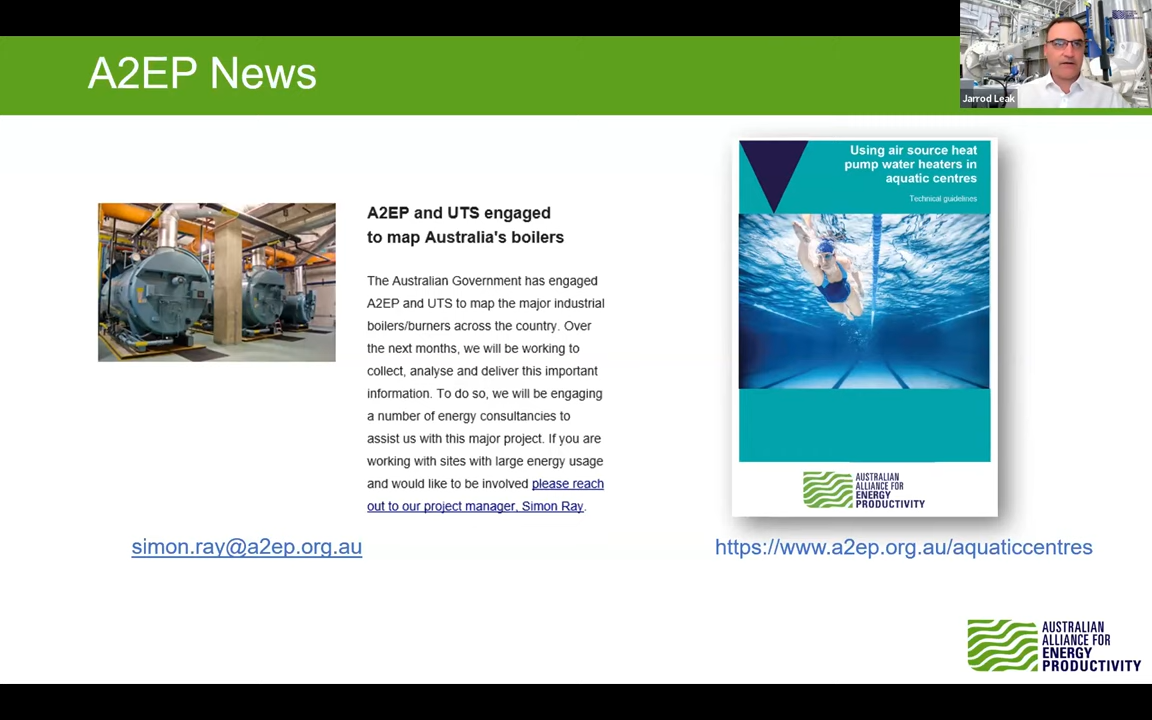 A2EP News
Jarrod Leak
A2EP and UTS engaged
to map Australia's boilers
The Australian Government has engaged
A2EP and UTS to map the major industrial
boilers/burners across the country. Over
the next months, we will be working to
collect, analyse and deliver this important
information. To do so, we will be engaging
a number of energy consultancies to
assist us with this major project. If you are
working with sites with large energy usage
and would like to be involved please reach
out to our project manager, Simon Ray.
simon.ray@a2ep.org.au
Using air source heat
pump water heaters in
aquatic centres
Technical guidelines
AUSTRALIAN
ALLIANCE FOR
ENERGY
PRODUCTIVITY
https://www.a2ep.org.au/aquaticcentres
AUSTRALIAN
ALLIANCE FOR
ENERGY
PRODUCTIVITY